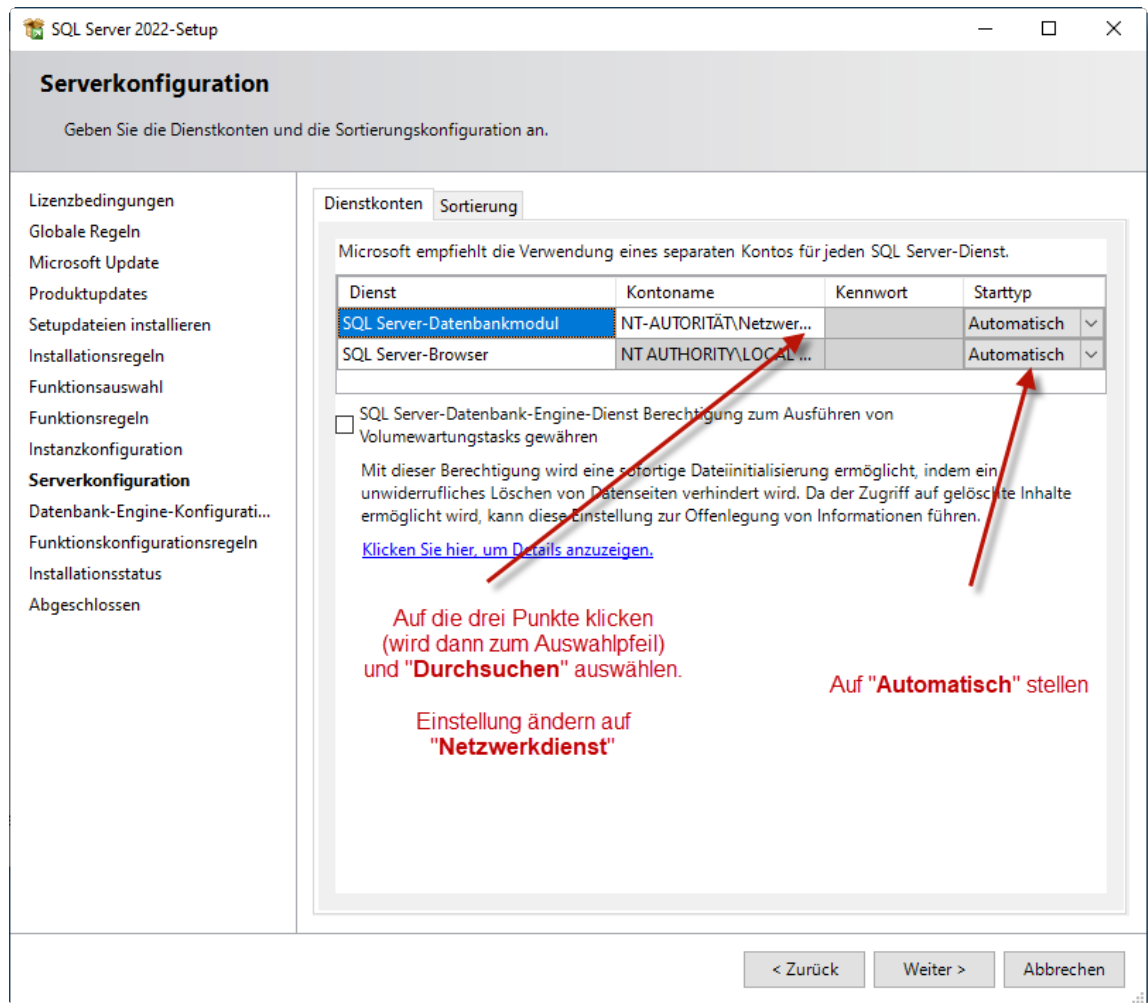 SQL Server 2022-Setup
Serverkonfiguration
Geben Sie die Dienstkonten und die Sortierungskonfiguration an.
Lizenzbedingungen
Globale Regeln
Microsoft Update
Produktupdates
Setupdateien installieren
Installationsregeln
Funktionsauswahl
Funktionsregeln
Instanzkonfiguration
Serverkonfiguration
Datenbank-Engine-Konfigurati...
Funktionskonfigurationsregeln
Installationsstatus
Abgeschlossen
Dienstkonten Sortierung
Microsoft empfiehlt die Verwendung eines separaten Kontos für jeden SQL Server-Dienst.
Dienst Kontoname Kennwort Starttyp
SQL Server-Datenbankmodul NT-AUTORITÄT\Netzwer... Automatisch
SQL Server-Browser NT AUTHORITY\LOCAL ... Automatisch
SQL Server-Datenbank-Engine-Dienst Berechtigung zum Ausführen von
Volumewartungstasks gewähren
Mit dieser Berechtigung wird eine sofortige Dateiinitialisierung ermöglicht, indem ein
unwiderrufliches Löschen von Datenseiten verhindert wird. Da der Zugriff auf gelöschte Inhalte
ermöglicht wird, kann diese Einstellung zur Offenlegung von Informationen führen.
Klicken Sie hier, um Details anzuzeigen.
Auf die drei Punkte klicken
(wird dann zum Auswahlpfeil)
und "Durchsuchen" auswählen.
Einstellung ändern auf
"Netzwerkdienst"
Auf "Automatisch" stellen
< Zurück Weiter > Abbrechen